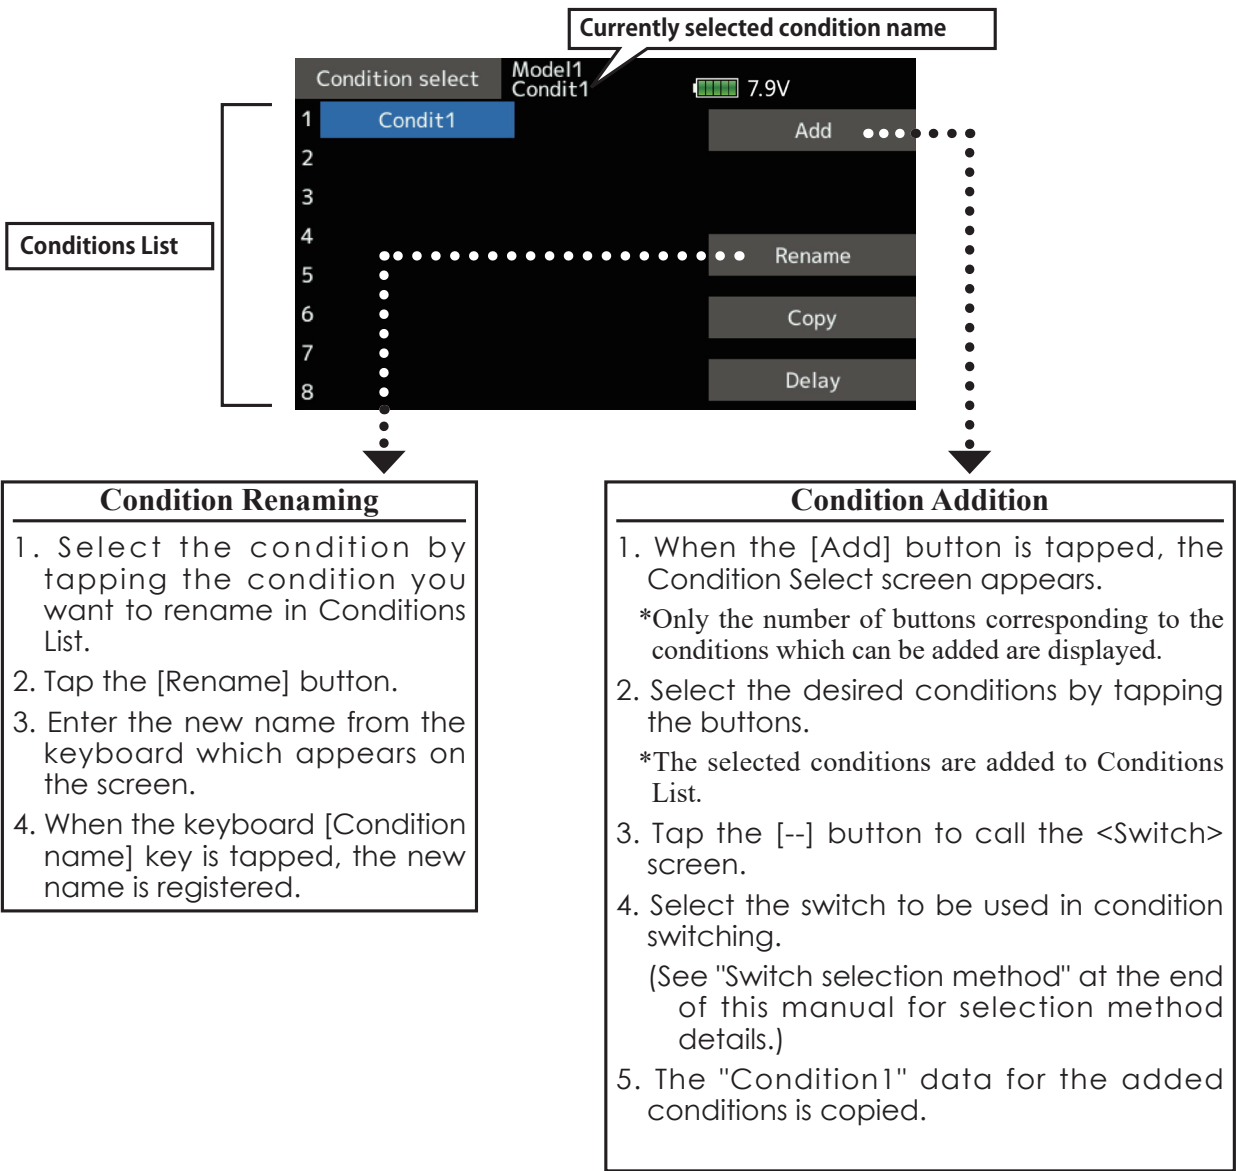 Currently selected condition name
Condition select
Model1
Condit1
7.9V
1 Condit1
Add
2
3
4
Conditions List
Rename
5
6
Copy
7
Delay
8
Condition Renaming
1. Select the condition by
tapping the condition you
want to rename in Conditions
List.
2. Tap the [Rename] button.
3. Enter the new name from the
keyboard which appears on
the screen.
4. When the keyboard [Condition
name] key is tapped, the new
name is registered.
Condition Addition
1. When the [Add] button is tapped, the
Condition Select screen appears.
*Only the number of buttons corresponding to the
conditions which can be added are displayed.
2. Select the desired conditions by tapping
the buttons.
*The selected conditions are added to Conditions
List.
3. Tap the [--] button to call the <Switch>
screen.
4. Select the switch to be used in condition
switching.
(See "Switch selection method" at the end
of this manual for selection method
details.)
5. The "Condition1" data for the added
conditions is copied.